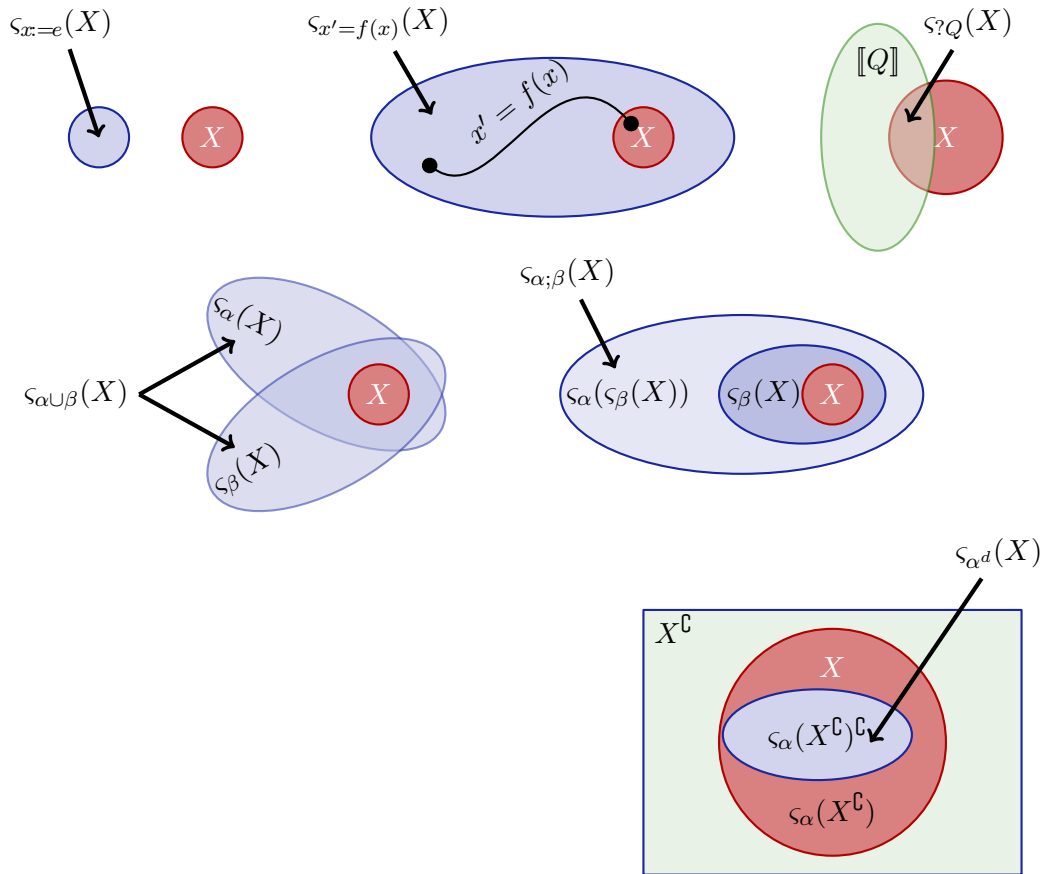 ς_{x:=e}(X)
X
ς_{x′=f(x)}(X)
x′ = f(x)
X
ς_{?Q}(X)
⟦Q⟧
X
ς_{α∪β}(X)
ς_α(X)
ς_β(X)
X
ς_{α;β}(X)
ς_α(ς_β(X))
ς_β(X)
X
ς_{α^d}(X)
X^∁
X
ς_α(X^∁)^∁
ς_α(X^∁)